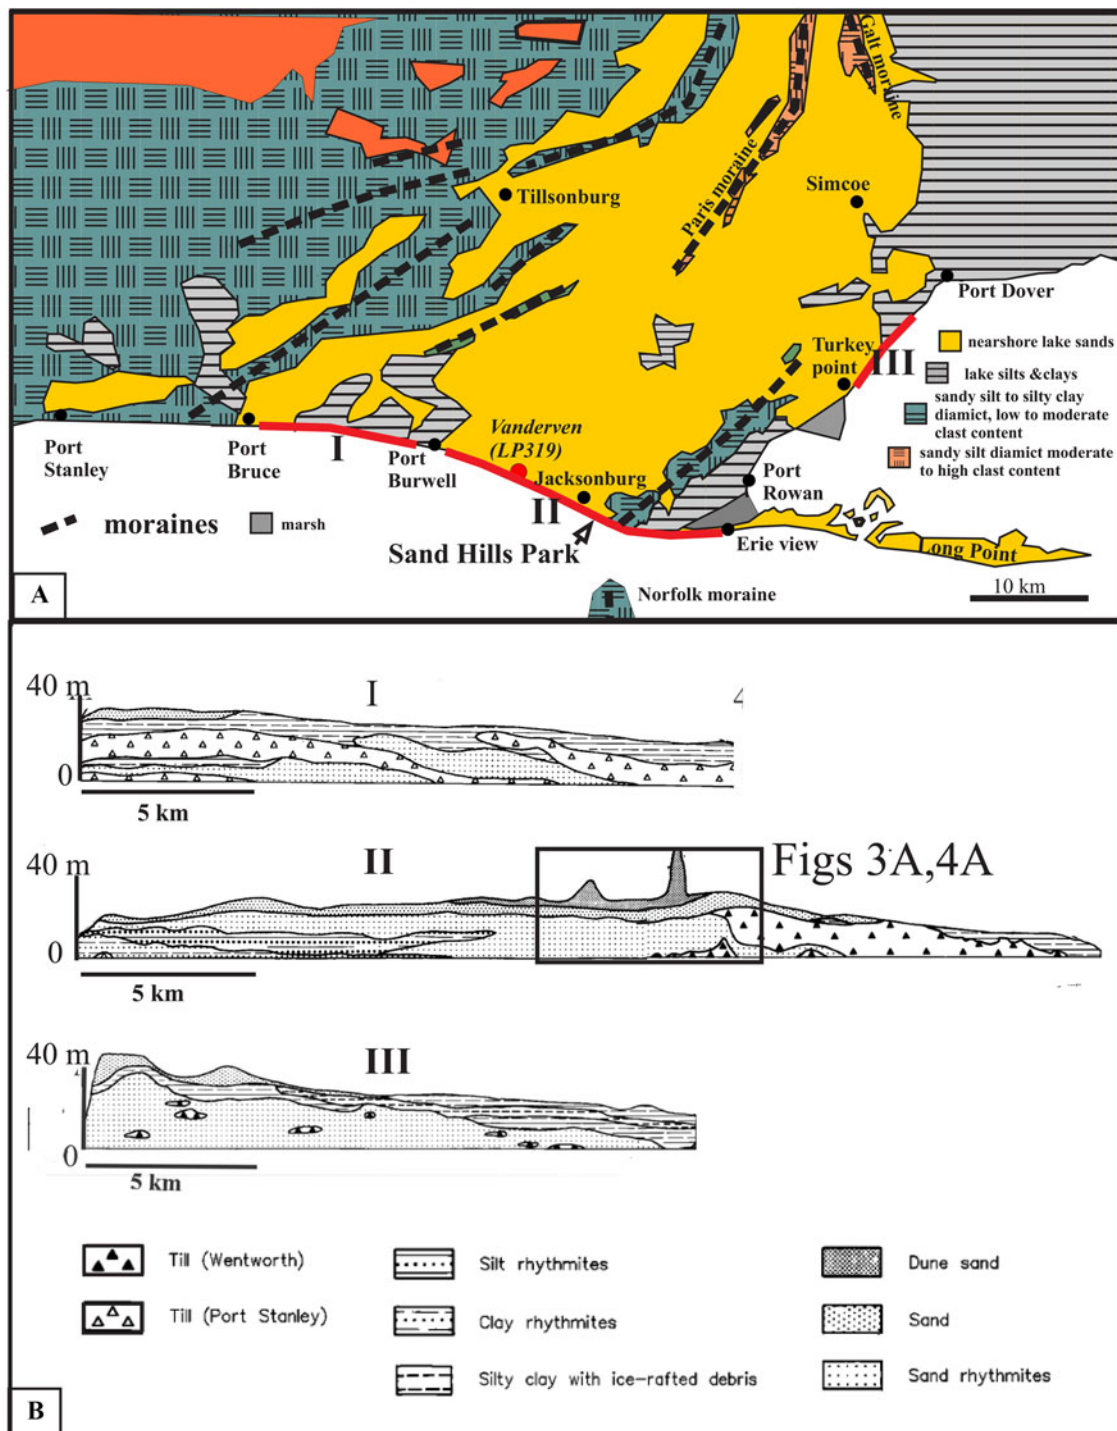 Galt moraine
Paris moraine
Simcoe
Tillsonburg
Port Dover
nearshore lake sands
Turkey
point
III
lake silts &clays
sandy silt to silty clay
diamict, low to moderate
clast content
sandy silt diamict moderate
to high clast content
Port
Stanley
Port
Bruce
I
Port
Burwell
Vanderven
(LP319)
Jacksonburg
II
Port
Rowan
moraines
marsh
Sand Hills Park
Erie view
Long Point
Norfolk moraine
10 km
A
40 m
I
4
0
5 km
40 m
II
Figs 3A,4A
0
5 km
40 m
III
0
5 km
Till (Wentworth)
Silt rhythmites
Dune sand
Till (Port Stanley)
Clay rhythmites
Sand
Silty clay with ice-rafted debris
Sand rhythmites
B